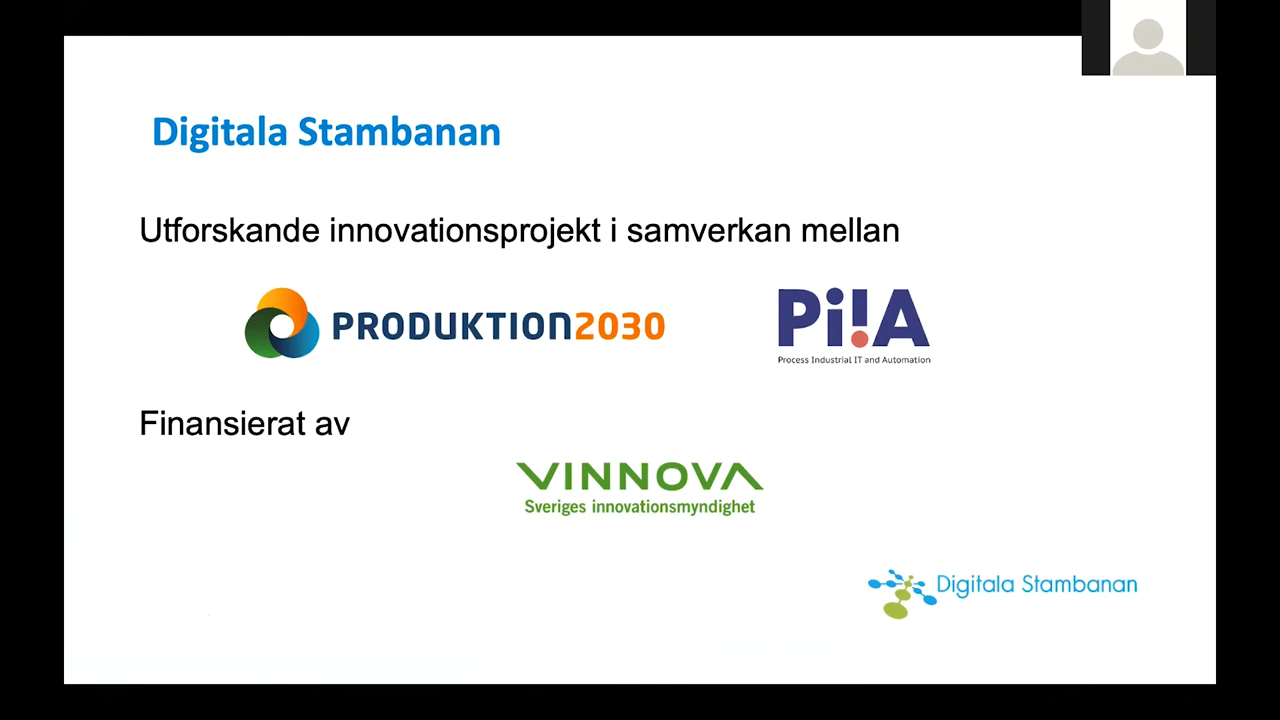 Digitala Stambanan
Utforskande innovationsprojekt i samverkan mellan
PRODUKTION2030
PiiA
Process Industrial IT and Automation
Finansierat av
VINNOVA
Sveriges innovationsmyndighet
Digitala Stambanan